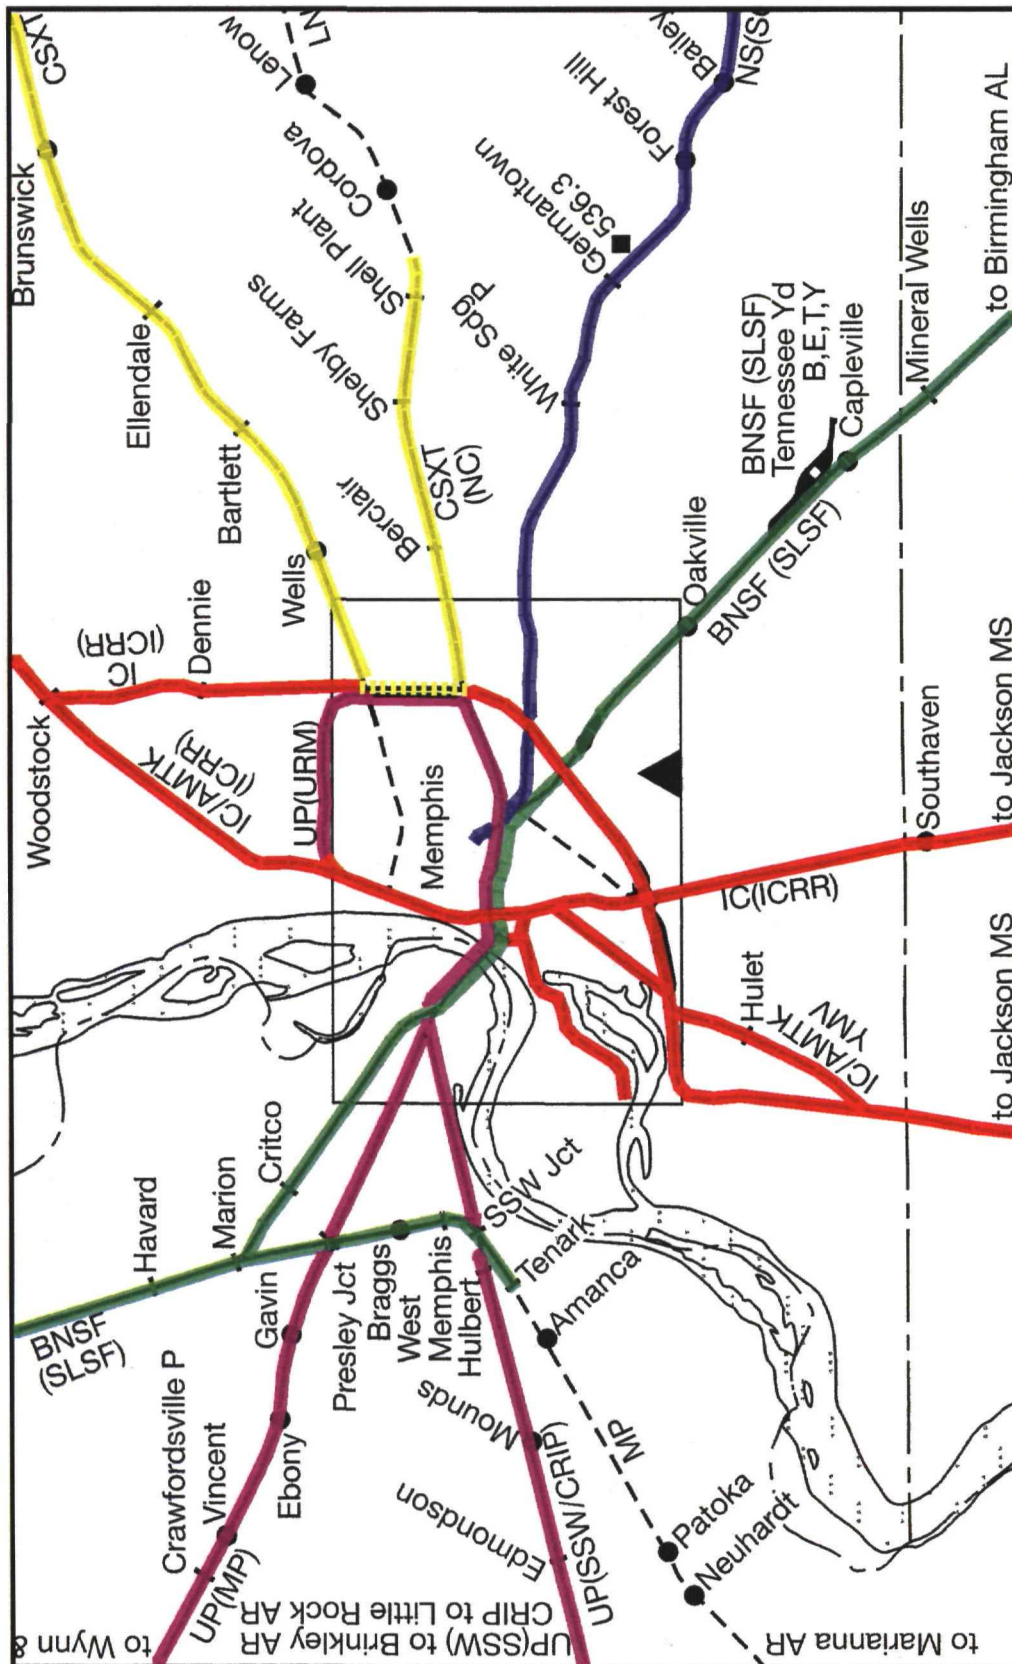 CSXT
Brunswick
Lenow
LN
Cordova
Bailey
NS(S
Forest Hill
Germantown
536.3
Shell Plant
Shelby Farms
White Sdg
P
Ellendale
Bartlett
Berclair
CSXT
(NC)
Wells
BNSF (SLSF)
Tennessee Yd
B,E,T,Y
Capleville
Mineral Wells
to Birmingham AL
Oakville
BNSF (SLSF)
IC
(ICRR)
Dennie
Woodstock
IC/AMTK
(ICRR)
UP(URM)
Memphis
IC(ICRR)
Southaven
to Jackson MS
Hulet
IC/AMTK
YMV
to Jackson MS
Havard
Marion
Critco
BNSF
(SLSF)
Gavin
Presley Jct
Braggs
West
Memphis
Hulbert
SSW Jct
Tenark
Amanca
Crawfordsville P
Vincent
Ebony
UP(MP)
Mounds
Edmondson
UP(SSW/CRIP)
MP
Patoka
Neuhardt
to Wynn &
UP(SSW) to Brinkley AR
CRIP to Little Rock AR
to Marianna AR